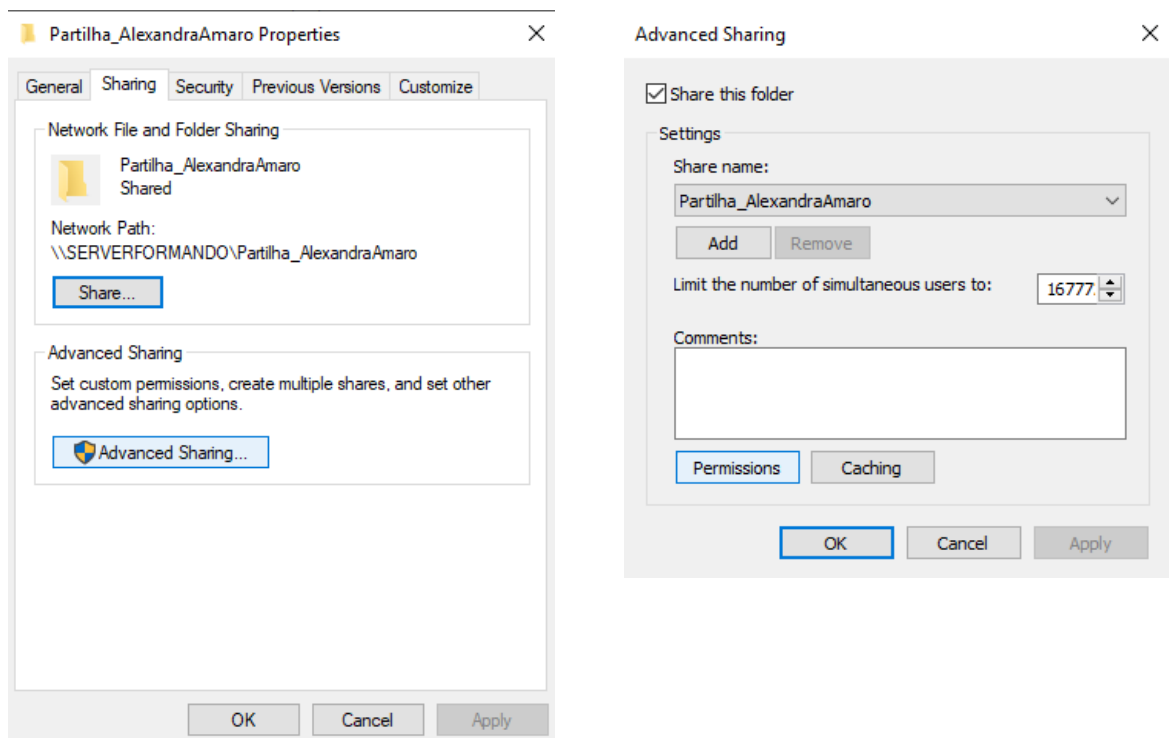 Partilha_AlexandraAmaro Properties
General Sharing Security Previous Versions Customize
Network File and Folder Sharing
Partilha_AlexandraAmaro
Shared
Network Path:
\\SERVERFORMANDO\Partilha_AlexandraAmaro
Share...
Advanced Sharing
Set custom permissions, create multiple shares, and set other
advanced sharing options.
Advanced Sharing...
OK Cancel Apply
Advanced Sharing
Share this folder
Settings
Share name:
Partilha_AlexandraAmaro
Add Remove
Limit the number of simultaneous users to: 16777
Comments:
Permissions Caching
OK Cancel Apply